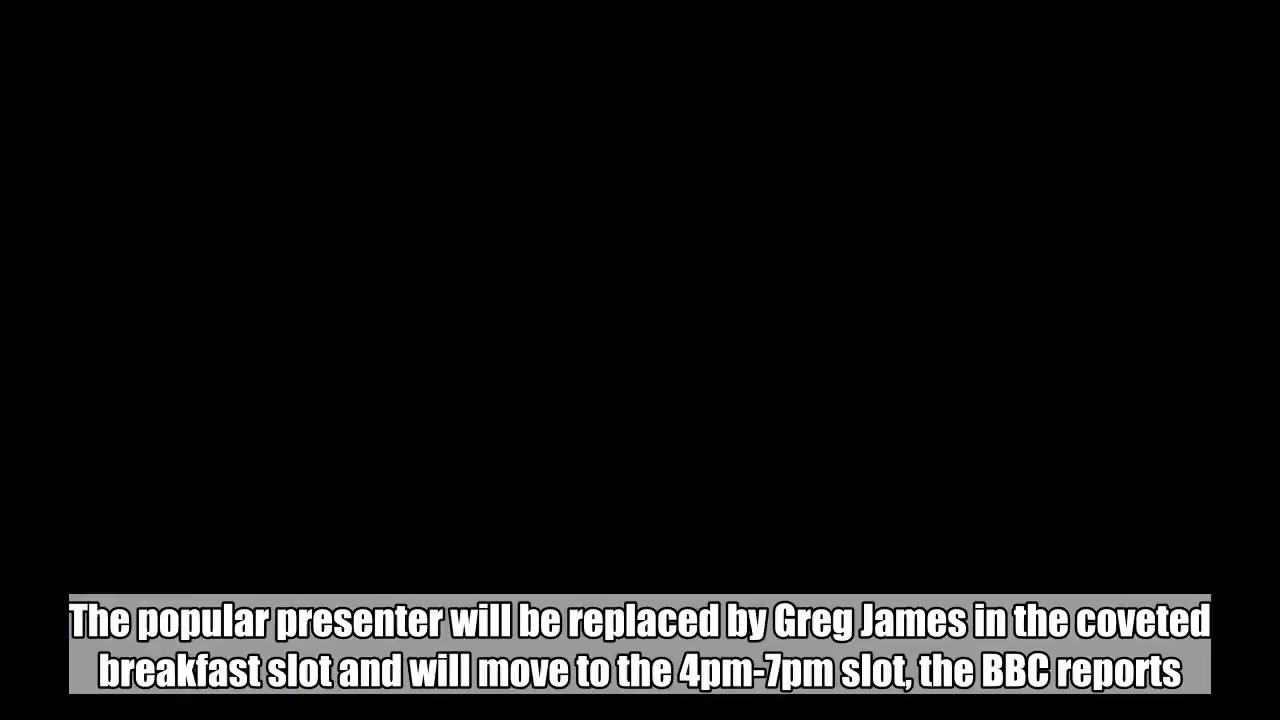 The popular presenter will be replaced by Greg James in the coveted
breakfast slot and will move to the 4pm-7pm slot, the BBC reports